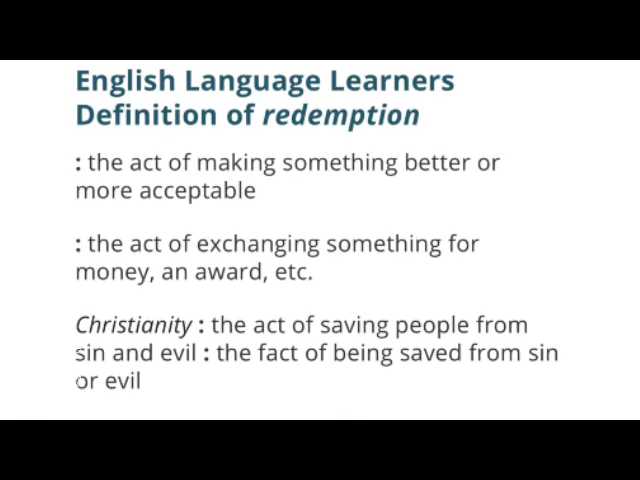 English Language Learners
Definition of redemption
: the act of making something better or
more acceptable
: the act of exchanging something for
money, an award, etc.
Christianity : the act of saving people from
sin and evil : the fact of being saved from sin
or evil